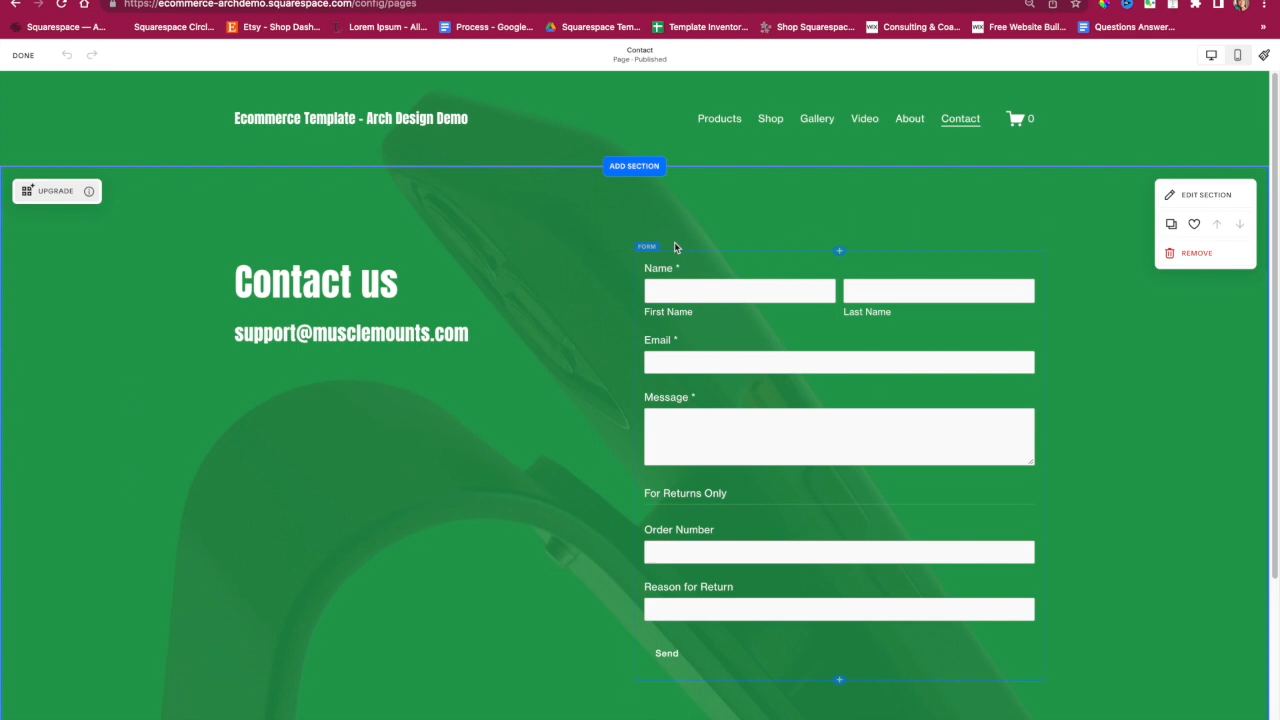 https://ecommerce-archdemo.squarespace.com/config/pages
Squarespace — A...
Squarespace Circl...
Etsy - Shop Dash...
Lorem Ipsum - All...
Process – Google...
Squarespace Tem...
Template Inventor...
Shop Squarespac...
Consulting & Coa...
Free Website Buil...
Questions Answer...
»
DONE
Contact
Page · Published
Ecommerce Template - Arch Design Demo
Products
Shop
Gallery
Video
About
Contact
0
ADD SECTION
UPGRADE
EDIT SECTION
REMOVE
FORM
Contact us
support@musclemounts.com
Name *
First Name
Last Name
Email *
Message *
For Returns Only
Order Number
Reason for Return
Send